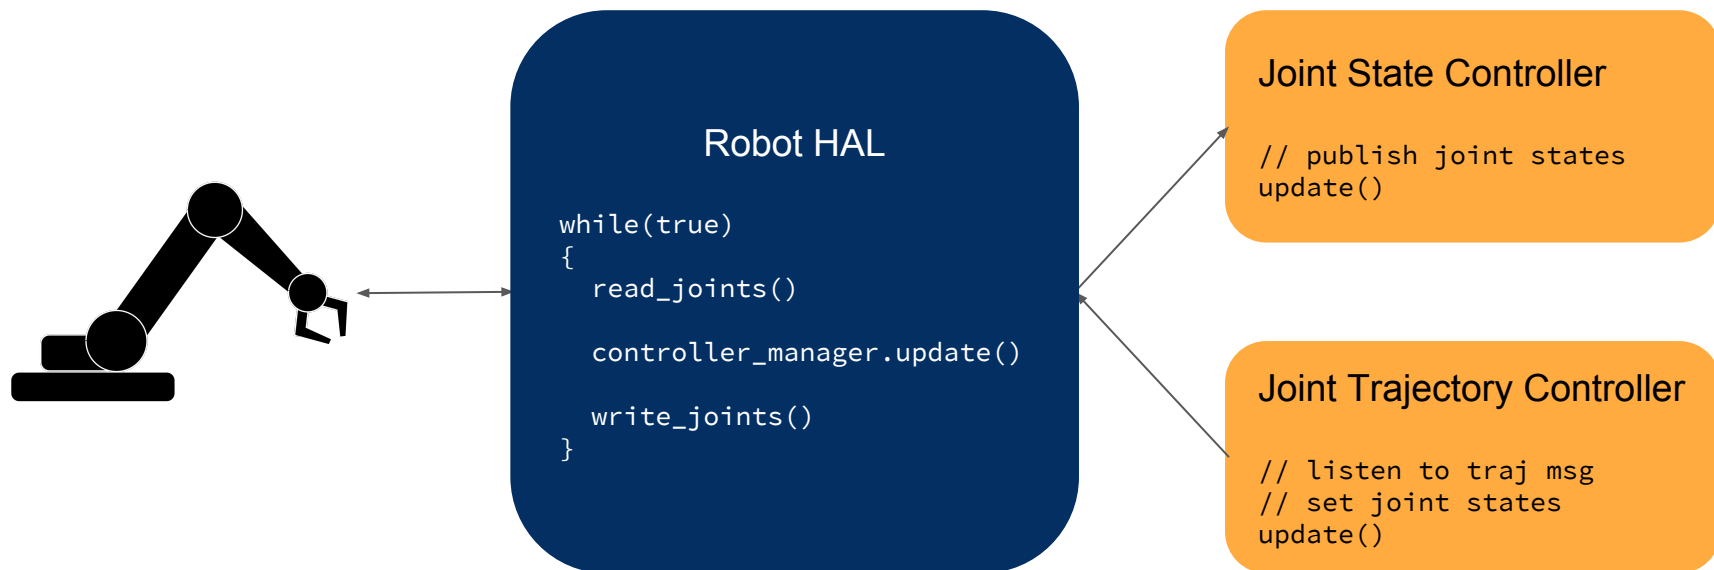 Robot HAL
while(true)
{
  read_joints()
  controller_manager.update()
  write_joints()
}
Joint State Controller
// publish joint states
update()
Joint Trajectory Controller
// listen to traj msg
// set joint states
update()